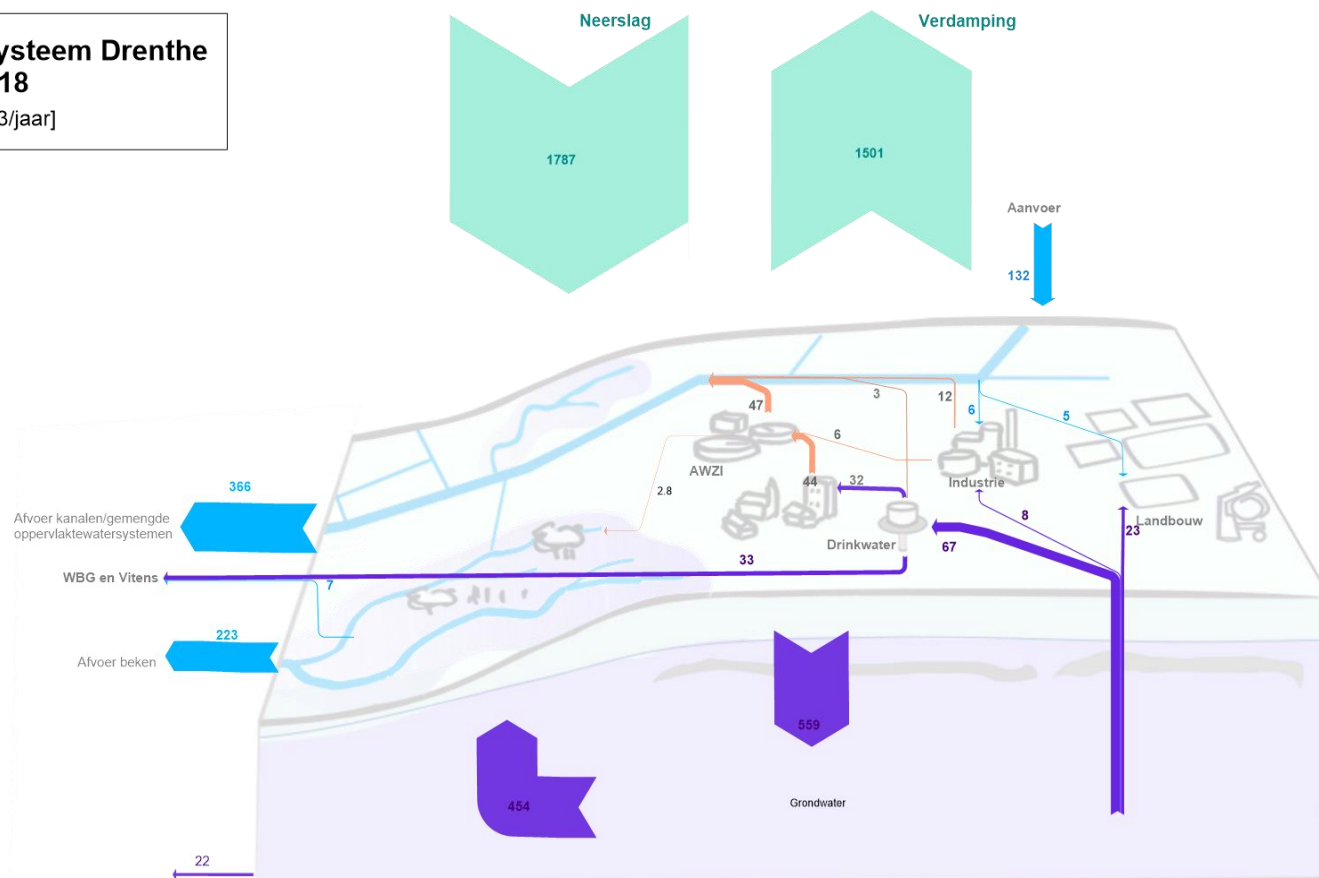 ysteem Drenthe
18
3/jaar]
Neerslag
Verdamping
1787
1501
Aanvoer
132
3
12
6
5
47
6
AWZI
44
32
Industrie
2.8
366
Afvoer kanalen/gemengde
oppervlaktewatersystemen
8
Landbouw
23
Drinkwater
67
33
WBG en Vitens
7
223
Afvoer beken
559
454
Grondwater
22